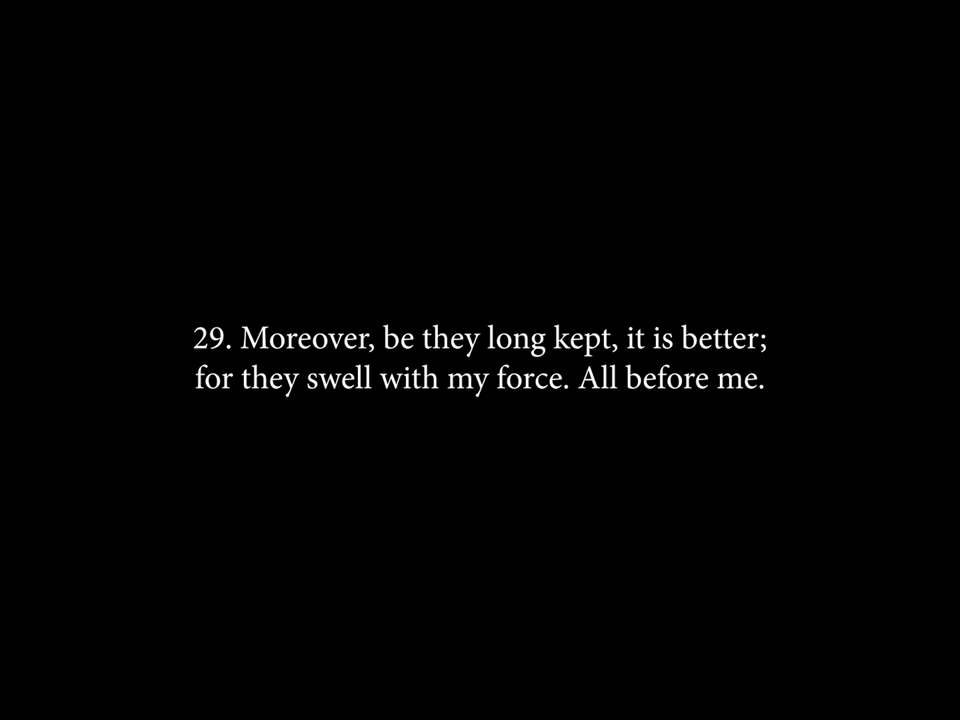 29. Moreover, be they long kept, it is better;
for they swell with my force. All before me.